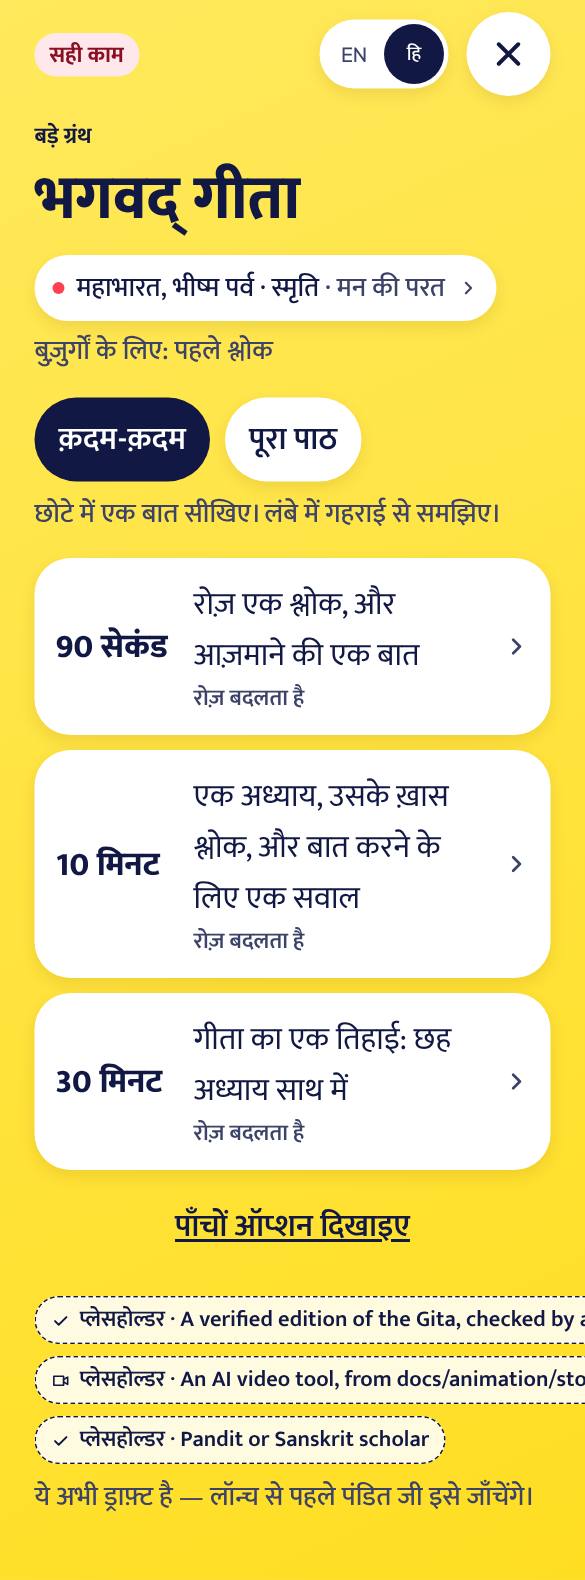 सही काम
EN हि
बड़े ग्रंथ
भगवद् गीता
महाभारत, भीष्म पर्व · स्मृति · मन की परत
बुज़ुर्गों के लिए: पहले श्लोक
क़दम-क़दम
पूरा पाठ
छोटे में एक बात सीखिए। लंबे में गहराई से समझिए।
90 सेकंड
रोज़ एक श्लोक, और
आज़माने की एक बात
रोज़ बदलता है
10 मिनट
एक अध्याय, उसके ख़ास
श्लोक, और बात करने के
लिए एक सवाल
रोज़ बदलता है
30 मिनट
गीता का एक तिहाई: छह
अध्याय साथ में
रोज़ बदलता है
पाँचों ऑप्शन दिखाइए
प्लेसहोल्डर · A verified edition of the Gita, checked by
प्लेसहोल्डर · An AI video tool, from docs/animation/sto
प्लेसहोल्डर · Pandit or Sanskrit scholar
ये अभी ड्राफ़्ट है — लॉन्च से पहले पंडित जी इसे जाँचेंगे।